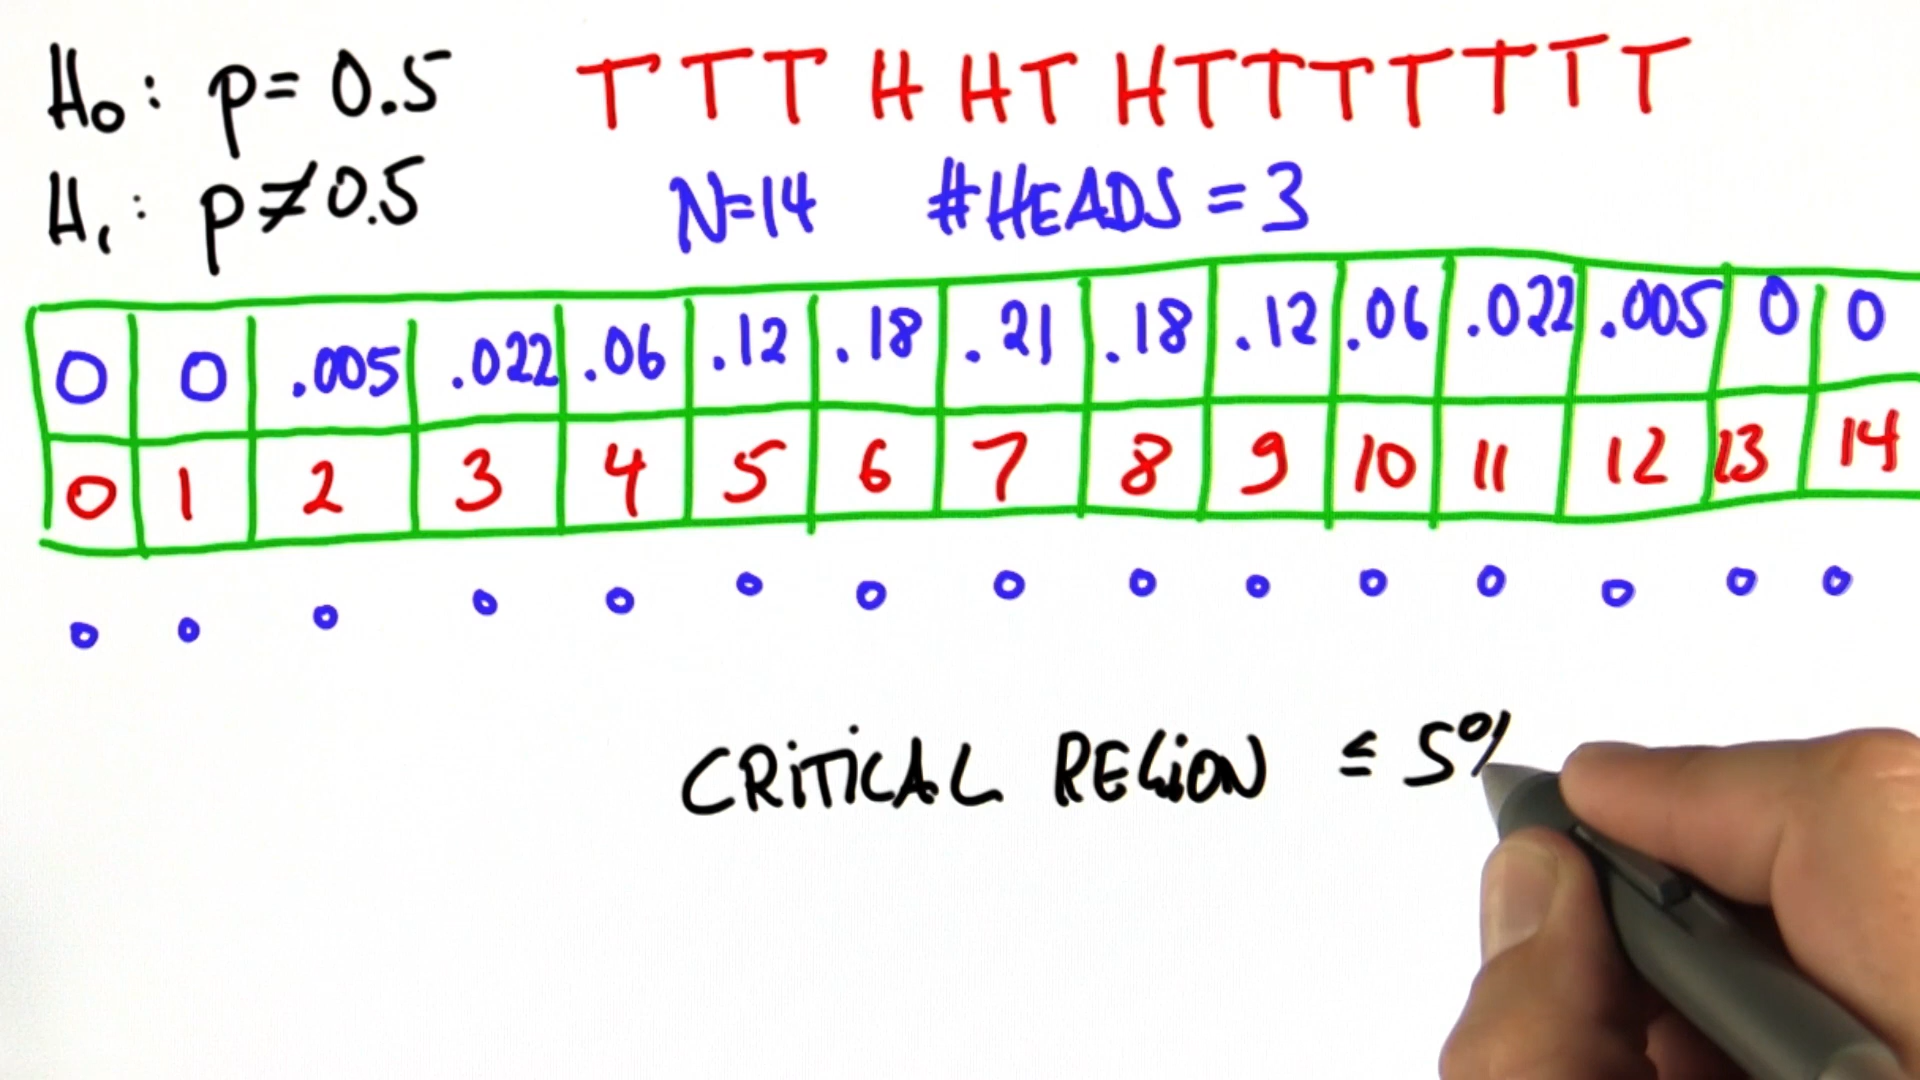 H₀: p = 0.5
T T T H H T H T T T T T T T
H₁: p ≠ 0.5
N=14 #HEADS = 3
0 0 .005 .022 .06 .12 .18 .21 .18 .12 .06 .022 .005 0 0
0 1 2 3 4 5 6 7 8 9 10 11 12 13 14
CRITICAL REGION ≤ 5%